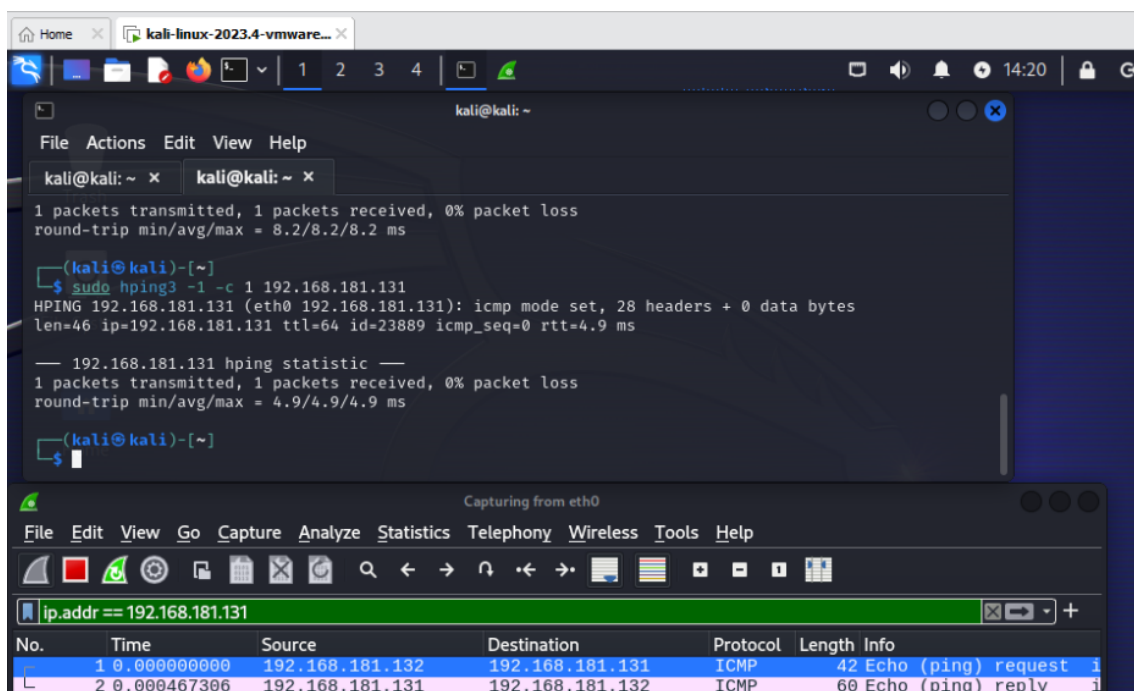 Home
kali-linux-2023.4-vmware...
1 2 3 4
14:20
kali@kali: ~
File Actions Edit View Help
kali@kali: ~
kali@kali: ~
1 packets transmitted, 1 packets received, 0% packet loss
round-trip min/avg/max = 8.2/8.2/8.2 ms
(kali㉿kali)-[~]
$ sudo hping3 -1 -c 1 192.168.181.131
HPING 192.168.181.131 (eth0 192.168.181.131): icmp mode set, 28 headers + 0 data bytes
len=46 ip=192.168.181.131 ttl=64 id=23889 icmp_seq=0 rtt=4.9 ms
— 192.168.181.131 hping statistic —
1 packets transmitted, 1 packets received, 0% packet loss
round-trip min/avg/max = 4.9/4.9/4.9 ms
(kali㉿kali)-[~]
$
Capturing from eth0
File Edit View Go Capture Analyze Statistics Telephony Wireless Tools Help
ip.addr == 192.168.181.131
No. Time Source Destination Protocol Length Info
1 0.000000000 192.168.181.132 192.168.181.131 ICMP 42 Echo (ping) request i
2 0.000467306 192.168.181.131 192.168.181.132 ICMP 60 Echo (ping) reply i